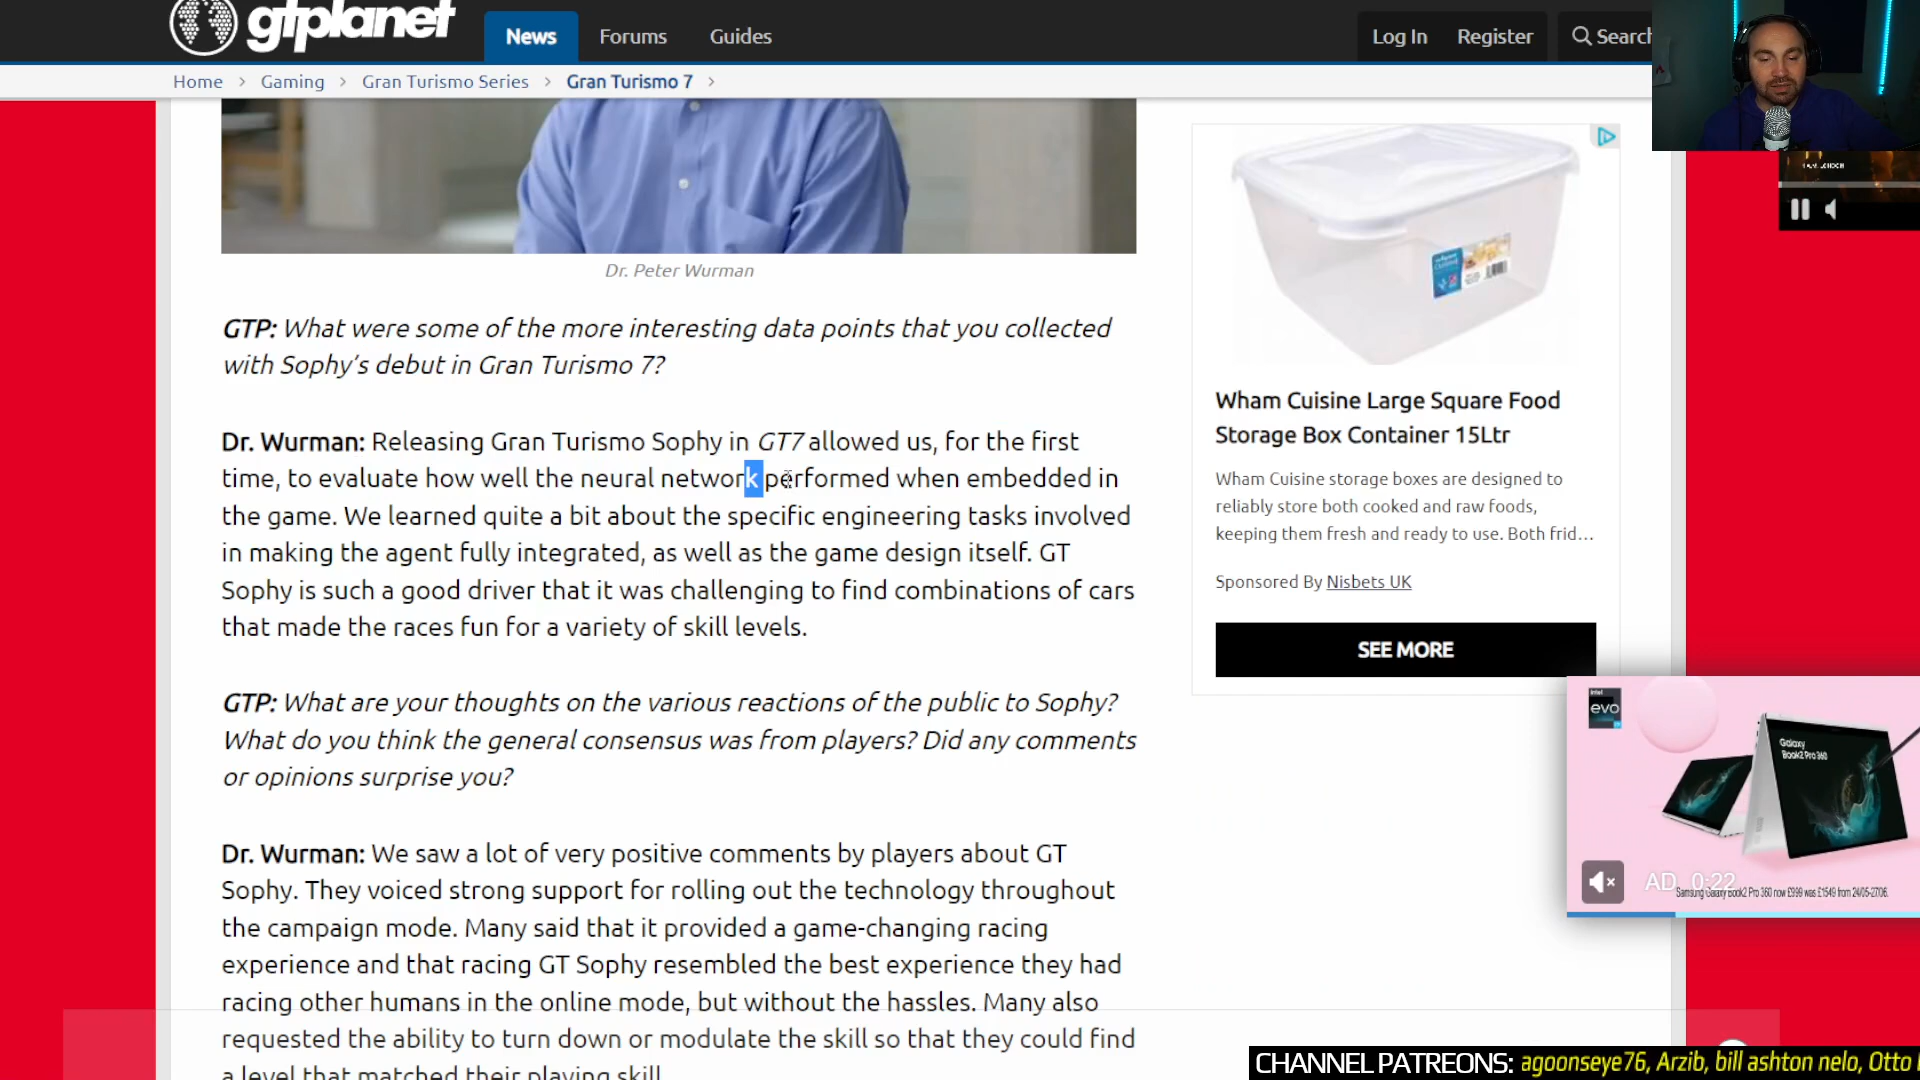 gtplanet
News
Forums
Guides
Log In
Register
Search
Home > Gaming > Gran Turismo Series > Gran Turismo 7 >
Dr. Peter Wurman
GTP: What were some of the more interesting data points that you collected
with Sophy's debut in Gran Turismo 7?
Dr. Wurman: Releasing Gran Turismo Sophy in GT7 allowed us, for the first
time, to evaluate how well the neural network performed when embedded in
the game. We learned quite a bit about the specific engineering tasks involved
in making the agent fully integrated, as well as the game design itself. GT
Sophy is such a good driver that it was challenging to find combinations of cars
that made the races fun for a variety of skill levels.
GTP: What are your thoughts on the various reactions of the public to Sophy?
What do you think the general consensus was from players? Did any comments
or opinions surprise you?
Dr. Wurman: We saw a lot of very positive comments by players about GT
Sophy. They voiced strong support for rolling out the technology throughout
the campaign mode. Many said that it provided a game-changing racing
experience and that racing GT Sophy resembled the best experience they had
racing other humans in the online mode, but without the hassles. Many also
requested the ability to turn down or modulate the skill so that they could find
a level that matched their playing skill.
Wham Cuisine Large Square Food
Storage Box Container 15Ltr
Wham Cuisine storage boxes are designed to
reliably store both cooked and raw foods,
keeping them fresh and ready to use. Both frid...
Sponsored By Nisbets UK
SEE MORE
intel
evo
Galaxy
Book2 Pro 360
AD 0:22
Samsung Galaxy Book2 Pro 360 now £999 was £1549 from 24/05-27/06.
CHANNEL PATREONS: agoonseye76, Arzib, bill ashton nelo, Otto